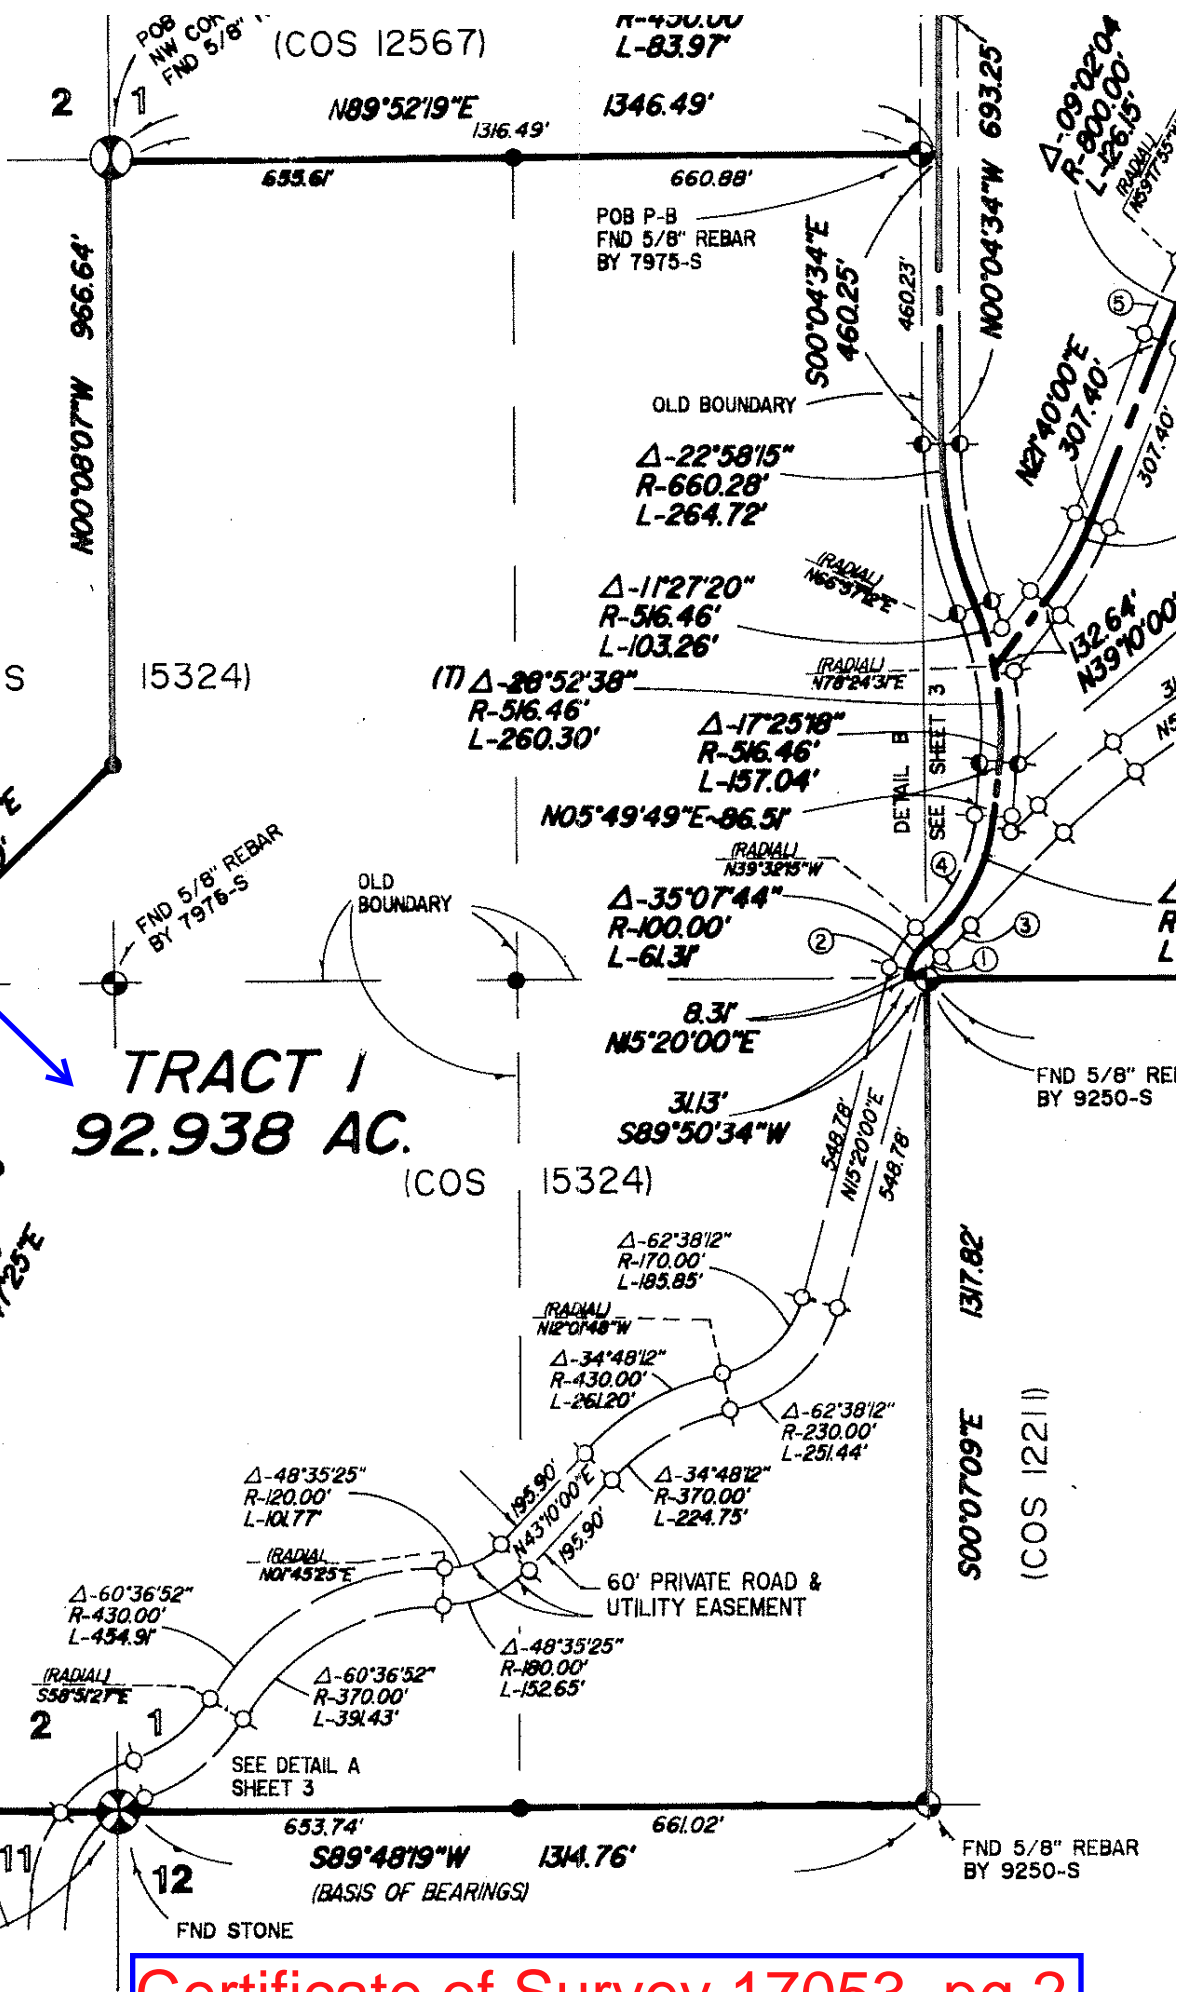 POB
NW COR
FND 5/8"
(COS 12567)
R-450.00'
L-83.97'
2 1
N89°52'19"E 1346.49'
1316.49'
655.61'
660.88'
POB P-B
FND 5/8" REBAR
BY 7975-S
N00°08'07"W 966.64'
S00°04'34"E
460.25'
460.23'
N00°04'34"W 693.25'
Δ-09°02'04"
R-800.00'
L-126.15'
(RADIAL)
5
N21°40'00"E
307.40'
307.40'
OLD BOUNDARY
Δ-22°58'15"
R-660.28'
L-264.72'
(RADIAL)
N66°57'12"E
Δ-11°27'20"
R-516.46'
L-103.26'
132.64'
N39°10'00"
S 15324)
(RADIAL)
N78°24'31"E
(T) Δ-28°52'38"
R-516.46'
L-260.30'
Δ-17°25'18"
R-516.46'
L-157.04'
DETAIL B
SEE SHEET 3
N05°49'49"E~86.51'
(RADIAL)
N39°32'15"W
4
FND 5/8" REBAR
BY 7975-S
OLD
BOUNDARY
Δ-35°07'44"
R-100.00'
L-61.31'
2
3
1
Δ
R
L
8.31'
N15°20'00"E
31.13'
S89°50'34"W
FND 5/8" RE
BY 9250-S
TRACT 1
92.938 AC.
(COS 15324)
548.78'
N15°20'00"E
548.78'
Δ-62°38'12"
R-170.00'
L-185.85'
(RADIAL)
N12°01'48"W
Δ-34°48'12"
R-430.00'
L-261.20'
Δ-62°38'12"
R-230.00'
L-251.44'
1317.82'
S00°07'09"E
(COS 12211)
Δ-48°35'25"
R-120.00'
L-101.77'
195.90'
N43°10'00"E
195.90'
Δ-34°48'12"
R-370.00'
L-224.75'
(RADIAL
N01°45'25"E
60' PRIVATE ROAD &
UTILITY EASEMENT
Δ-60°36'52"
R-430.00'
L-454.91'
Δ-48°35'25"
R-180.00'
L-152.65'
(RADIAL)
S58°51'27"E
Δ-60°36'52"
R-370.00'
L-391.43'
2 1
SEE DETAIL A
SHEET 3
653.74'
661.02'
S89°48'19"W 1314.76'
(BASIS OF BEARINGS)
11
12
FND STONE
FND 5/8" REBAR
BY 9250-S
Certificate of Survey 17053, pg 2